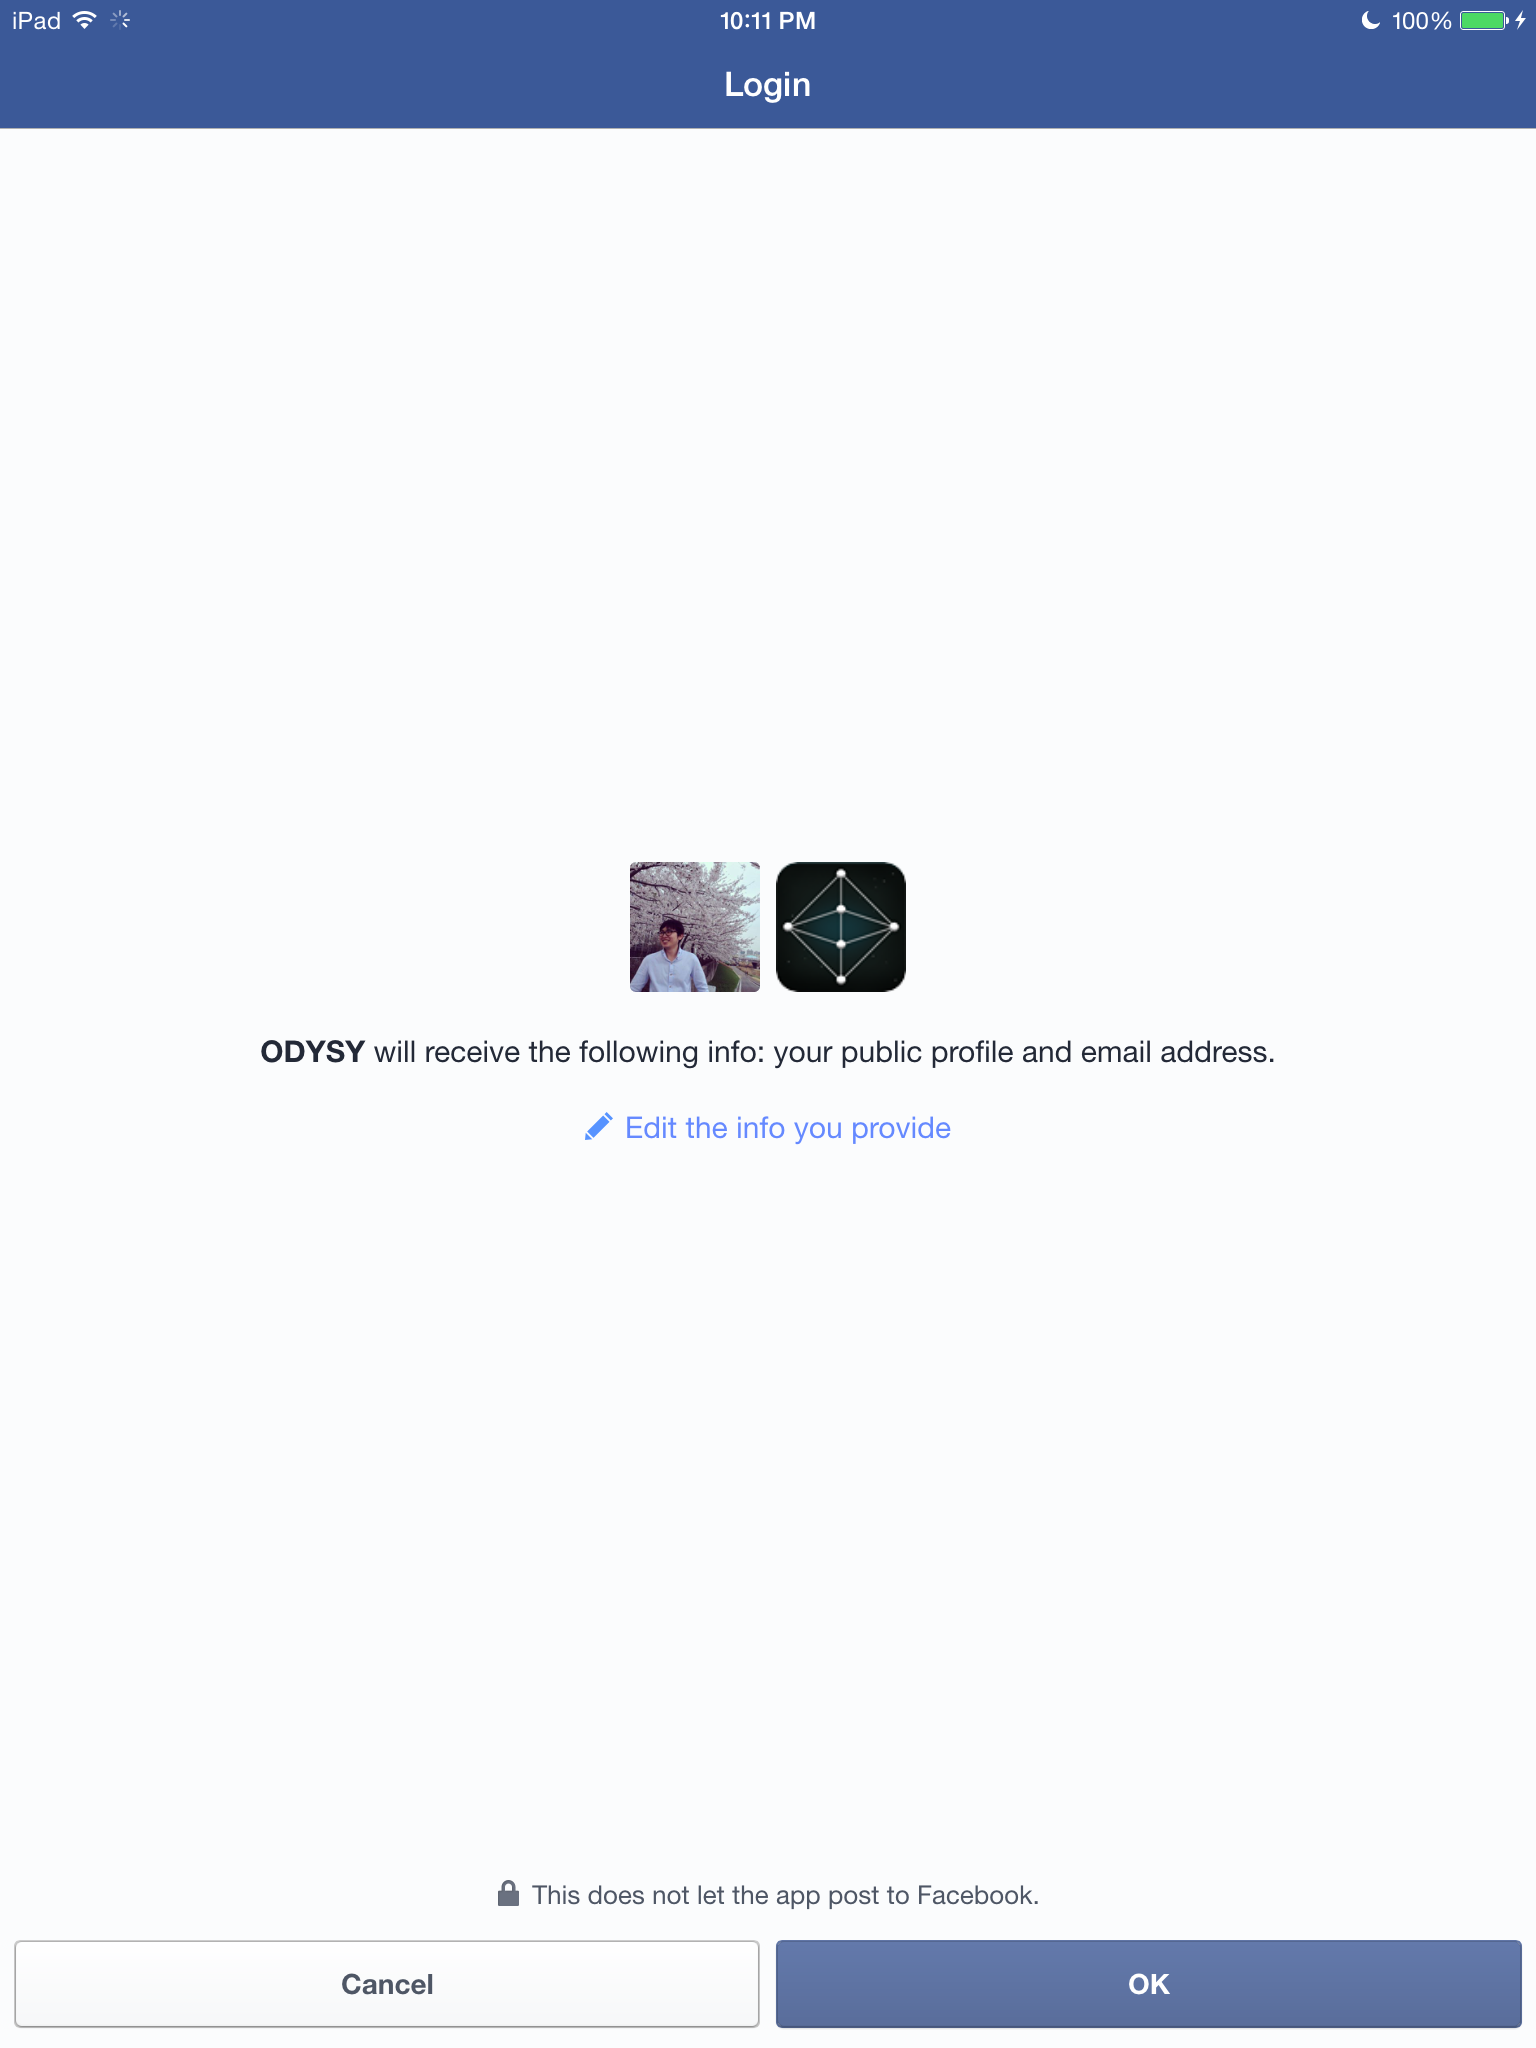 iPad 10:11 PM 100%
Login
ODYSY will receive the following info: your public profile and email address.
Edit the info you provide
This does not let the app post to Facebook.
Cancel OK